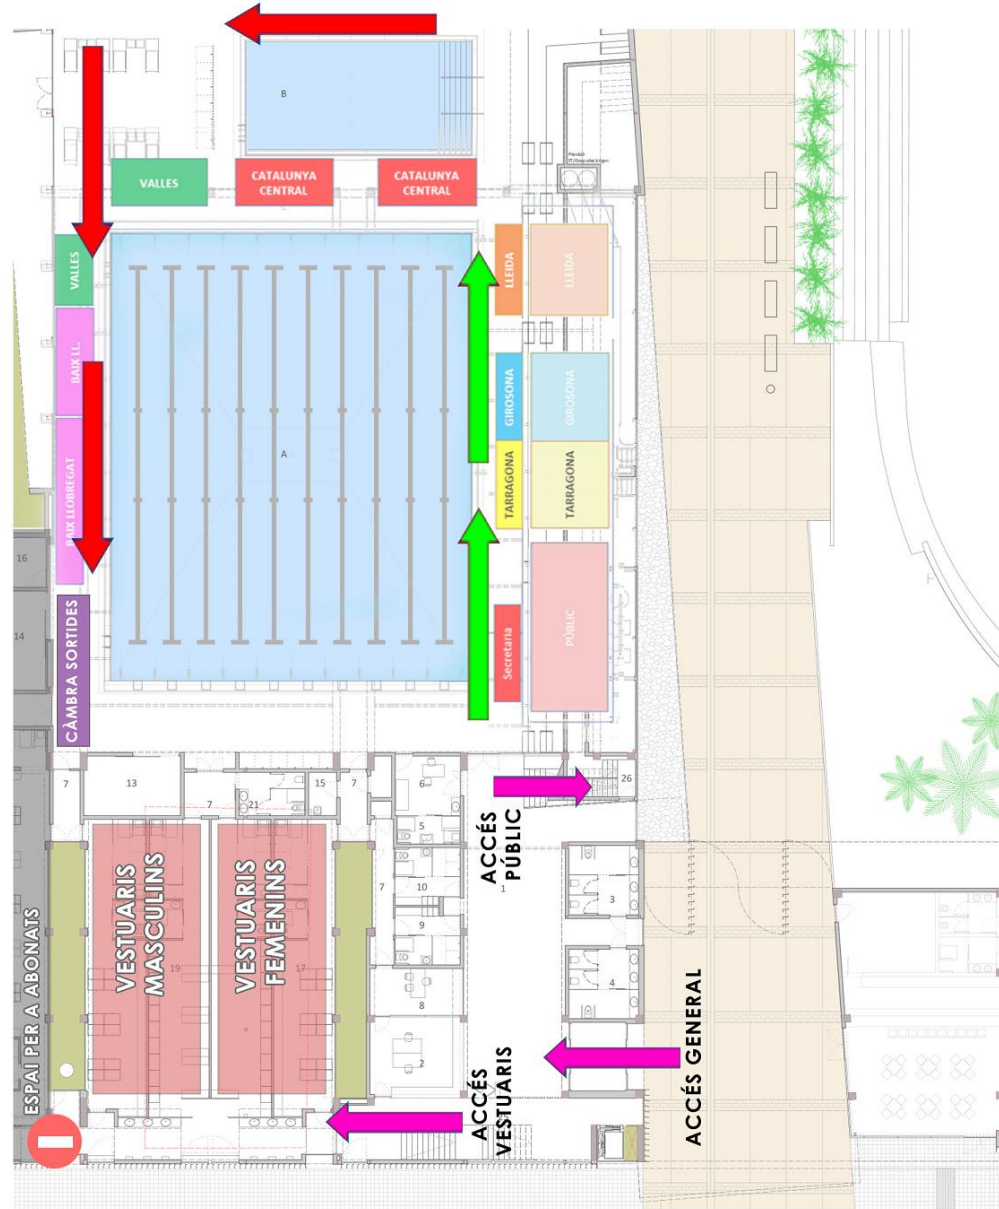 B
VALLES
CATALUNYA
CENTRAL
CATALUNYA
CENTRAL
VALLES
LLEIDA
LLEIDA
BAIX LL.
GIROSONA
GIROSONA
A
BAIX LLOBREGAT
TARRAGONA
TARRAGONA
16
14
CÀMBRA SORTIDES
Secretaria
PÚBLIC
7
13
7
21
15
7
6
5
26
ACCÉS
PÚBLIC
1
7
10
9
3
4
8
2
ESPAI PER A ABONATS
VESTUARIS
MASCULINS
19
VESTUARIS
FEMENINS
17
ACCÉS
VESTUARIS
ACCÉS GENERAL